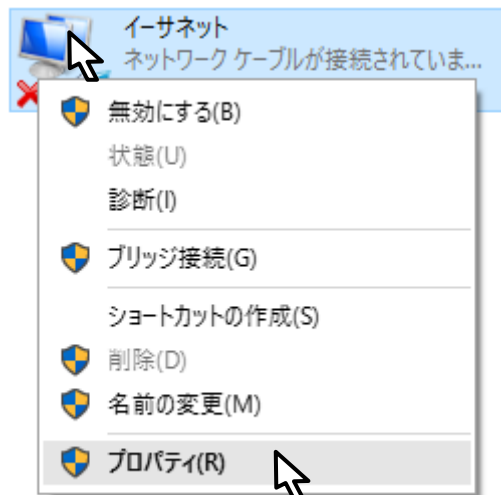 イーサネット
ネットワーク ケーブルが接続されていま...
無効にする(B)
状態(U)
診断(I)
ブリッジ接続(G)
ショートカットの作成(S)
削除(D)
名前の変更(M)
プロパティ(R)